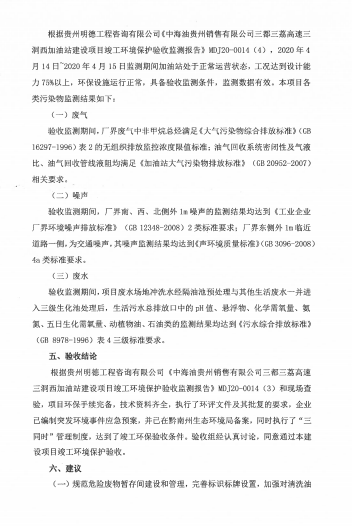 根据贵州明德工程咨询有限公司《中海油贵州销售有限公司三都三荔高速三
洞西加油站建设项目竣工环境保护验收监测报告》MDJ20-0014（4），2020 年 4
月 14 日~2020 年 4 月 15 日监测期间加油站处于正常运营状态，工况达到设计能
力 75%以上，环保设施运行正常，具备验收监测条件，监测数据有效。本项目各
类污染物监测结果如下：
（一）废气
验收监测期间，厂界废气中非甲烷总烃满足《大气污染物综合排放标准》（GB
16297-1996）表 2 的无组织排放监控浓度限值标准；油气回收系统密闭性及气液
比、油气回收管线液阻均满足《加油站大气污染物排放标准》（GB 20952-2007）
相关要求。
（二）噪声
验收监测期间，厂界南、西、北侧外 1m 噪声的监测结果均达到《工业企业
厂界环境噪声排放标准》（GB 12348-2008）2 类标准要求；厂界东侧外 1m 临近
道路一侧，为交通噪声，其噪声监测结果均达到《声环境质量标准》（GB 3096-2008）
4a 类标准要求。
（三）废水
验收监测期间，项目废水场地冲洗水经隔油池预处理与其他生活废水一并进
入三级生化池处理后，生活污水总排放口中的 pH 值、悬浮物、化学需氧量、氨
氮、五日生化需氧量、动植物油、石油类的监测结果均达到《污水综合排放标准》
（GB 8978-1996）表 4 三级标准要求。
五、验收结论
根据贵州明德工程咨询有限公司《中海油贵州销售有限公司三都三荔高速
三洞西加油站建设项目竣工环境保护验收监测报告》MDJ20-0014（3）和现场查
验，项目环保手续完备，技术资料齐全，执行了环评文件及其批复的要求，企业
已编制突发环境事件应急预案，并已在黔南州生态环境局备案，同时执行了“三
同时”管理制度，达到了竣工环保验收条件。验收组经认真讨论，同意通过本建
设项目竣工环境保护验收。
六、建议
（一）规范危险废物暂存间建设和管理，完善标识标牌设置，加强对清洗油